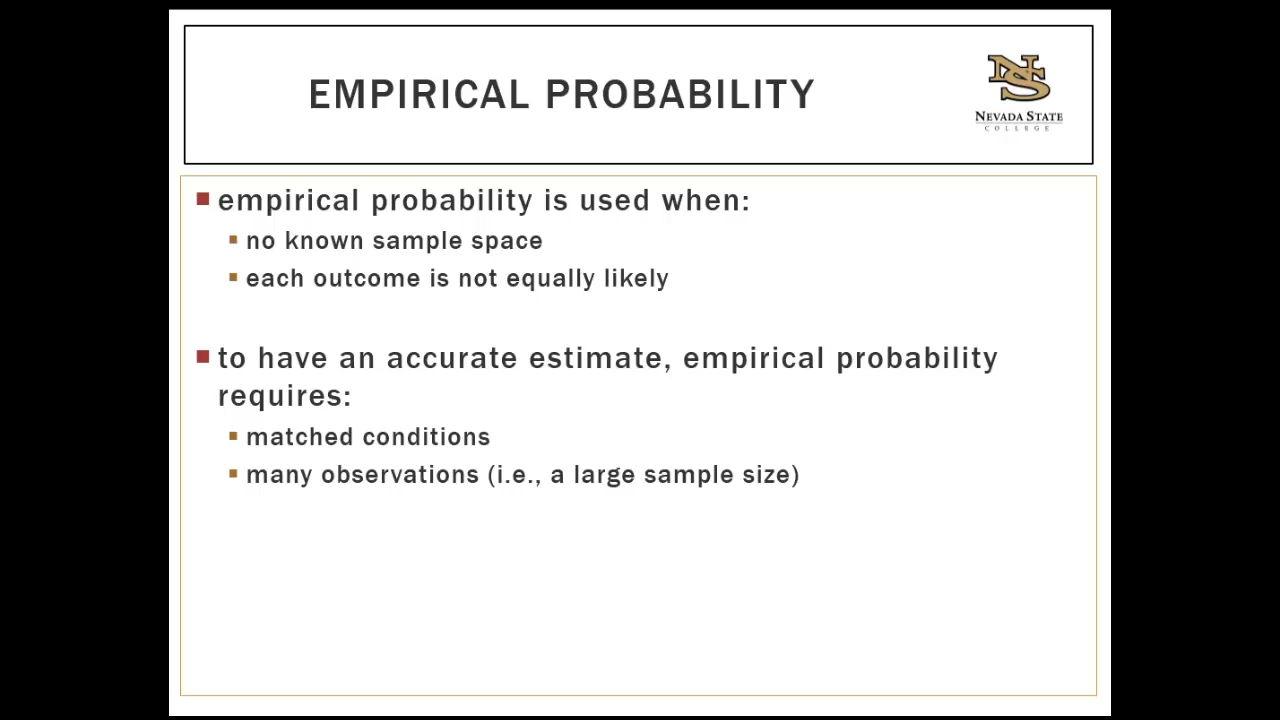 EMPIRICAL PROBABILITY
NS
NEVADA STATE
COLLEGE
empirical probability is used when:
no known sample space
each outcome is not equally likely
to have an accurate estimate, empirical probability
requires:
matched conditions
many observations (i.e., a large sample size)